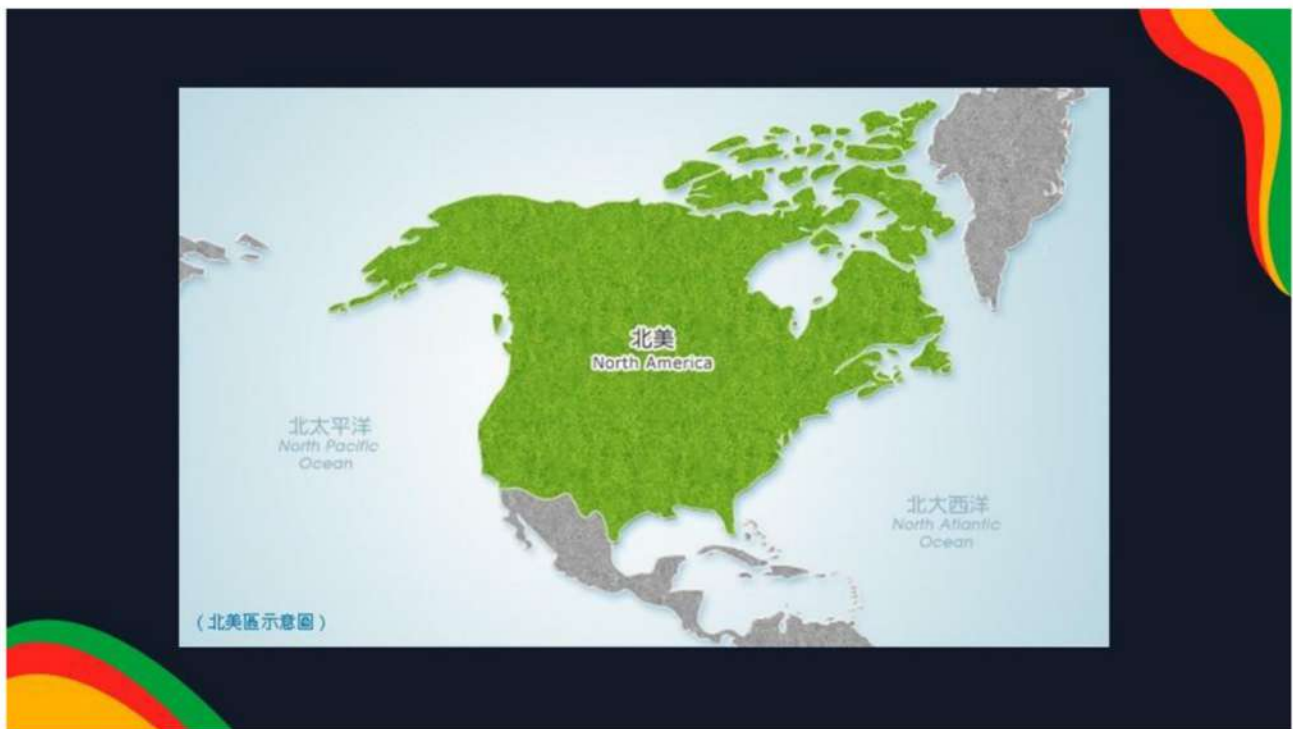 北美
North America
北太平洋
North Pacific
Ocean
北大西洋
North Atlantic
Ocean
(北美區示意圖)